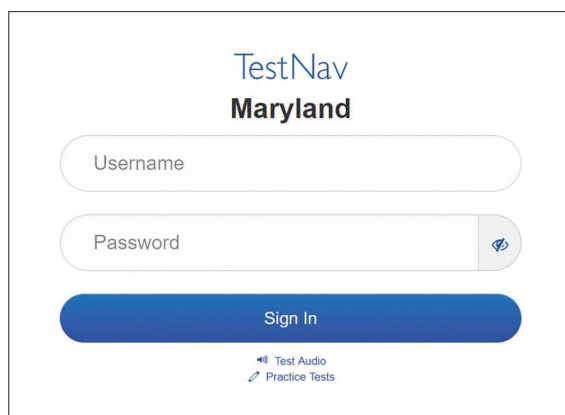 TestNav
Maryland
Username
Password
Sign In
Test Audio
Practice Tests